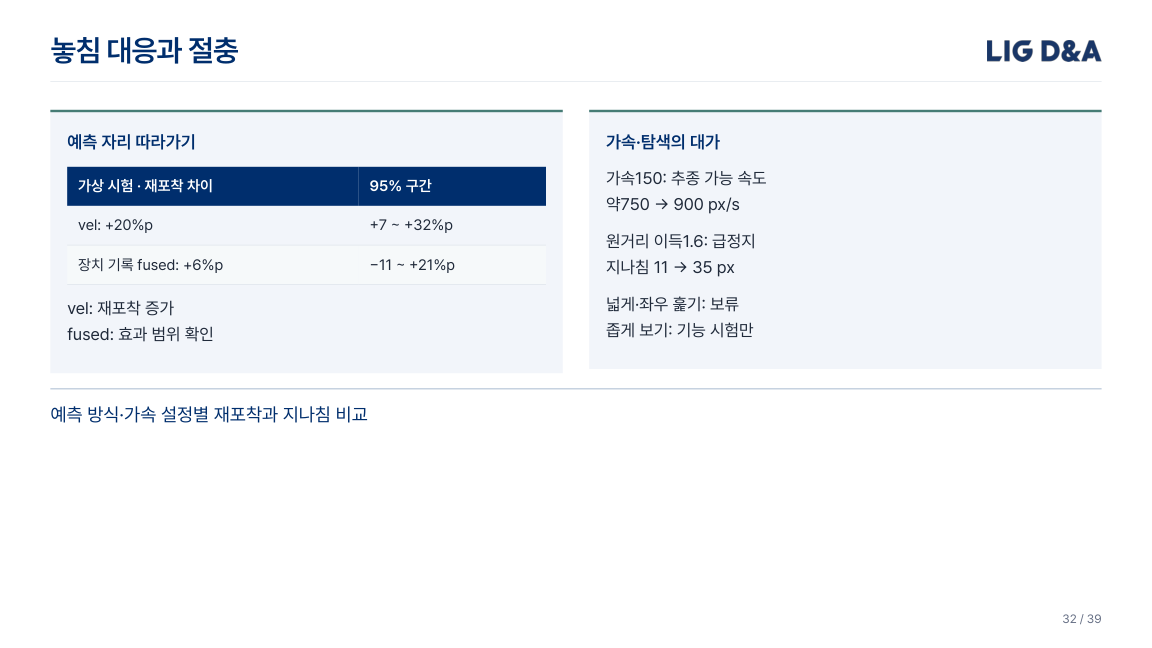 놓침 대응과 절충
LIG D&A
예측 자리 따라가기
가상 시험 · 재포착 차이
95% 구간
vel: +20%p
+7 ~ +32%p
장치 기록 fused: +6%p
−11 ~ +21%p
vel: 재포착 증가
fused: 효과 범위 확인
가속·탐색의 대가
가속150: 추종 가능 속도
약750 → 900 px/s
원거리 이득1.6: 급정지
지나침 11 → 35 px
넓게·좌우 훑기: 보류
좁게 보기: 기능 시험만
예측 방식·가속 설정별 재포착과 지나침 비교
32 / 39